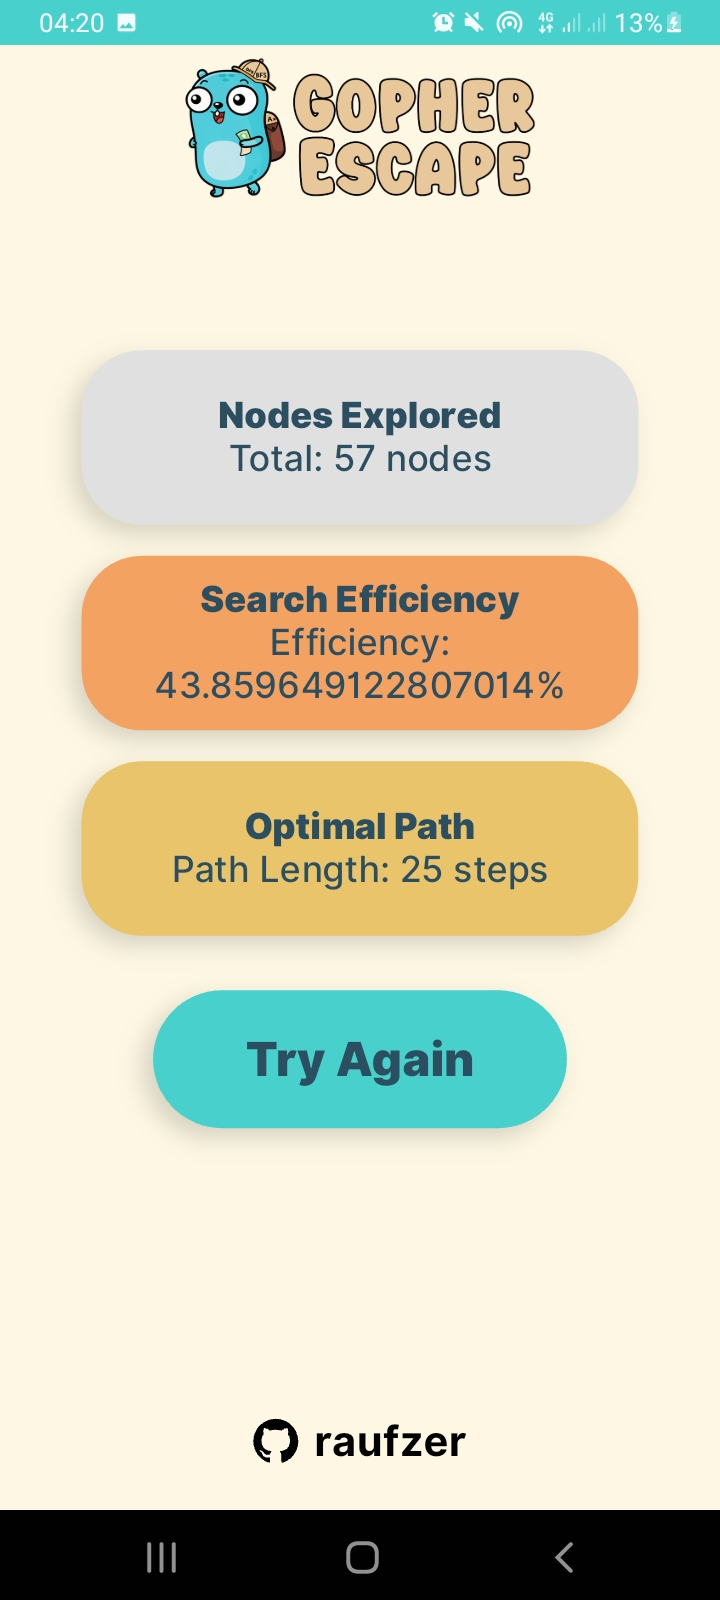 04:20
4G
13%
BFS
GOPHER
ESCAPE
Nodes Explored
Total: 57 nodes
Search Efficiency
Efficiency:
43.859649122807014%
Optimal Path
Path Length: 25 steps
Try Again
raufzer